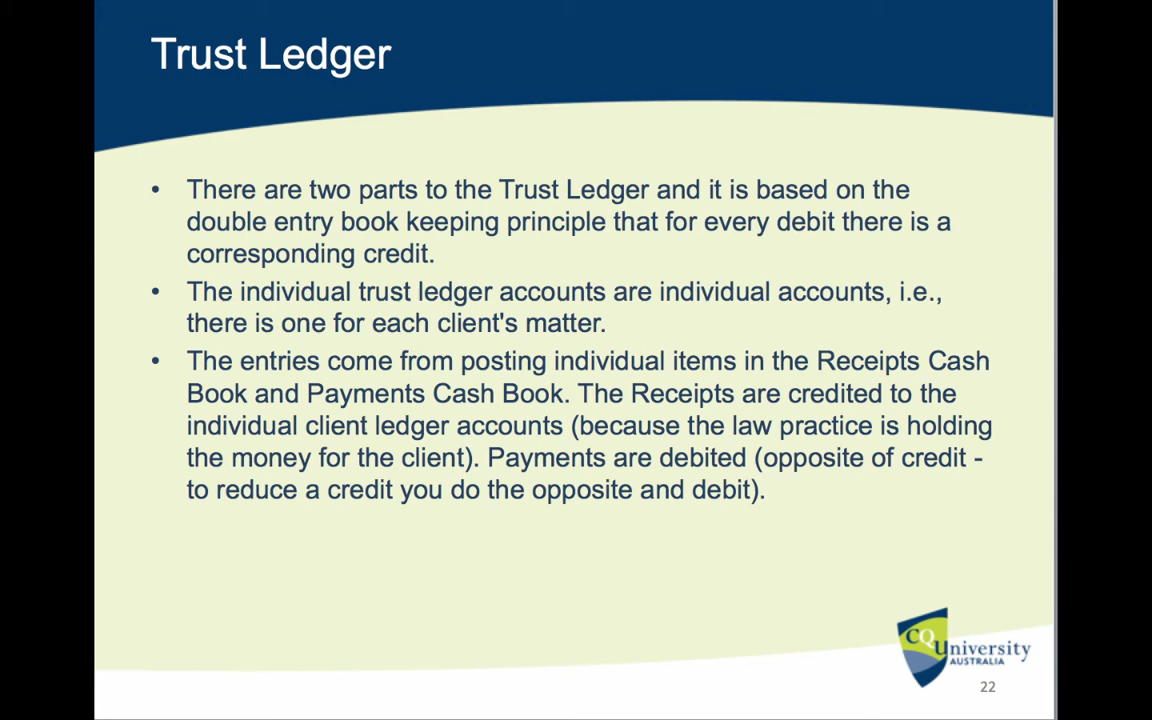 Trust Ledger
• There are two parts to the Trust Ledger and it is based on the
double entry book keeping principle that for every debit there is a
corresponding credit.
• The individual trust ledger accounts are individual accounts, i.e.,
there is one for each client's matter.
• The entries come from posting individual items in the Receipts Cash
Book and Payments Cash Book. The Receipts are credited to the
individual client ledger accounts (because the law practice is holding
the money for the client). Payments are debited (opposite of credit -
to reduce a credit you do the opposite and debit).
CQUniversity
AUSTRALIA
22